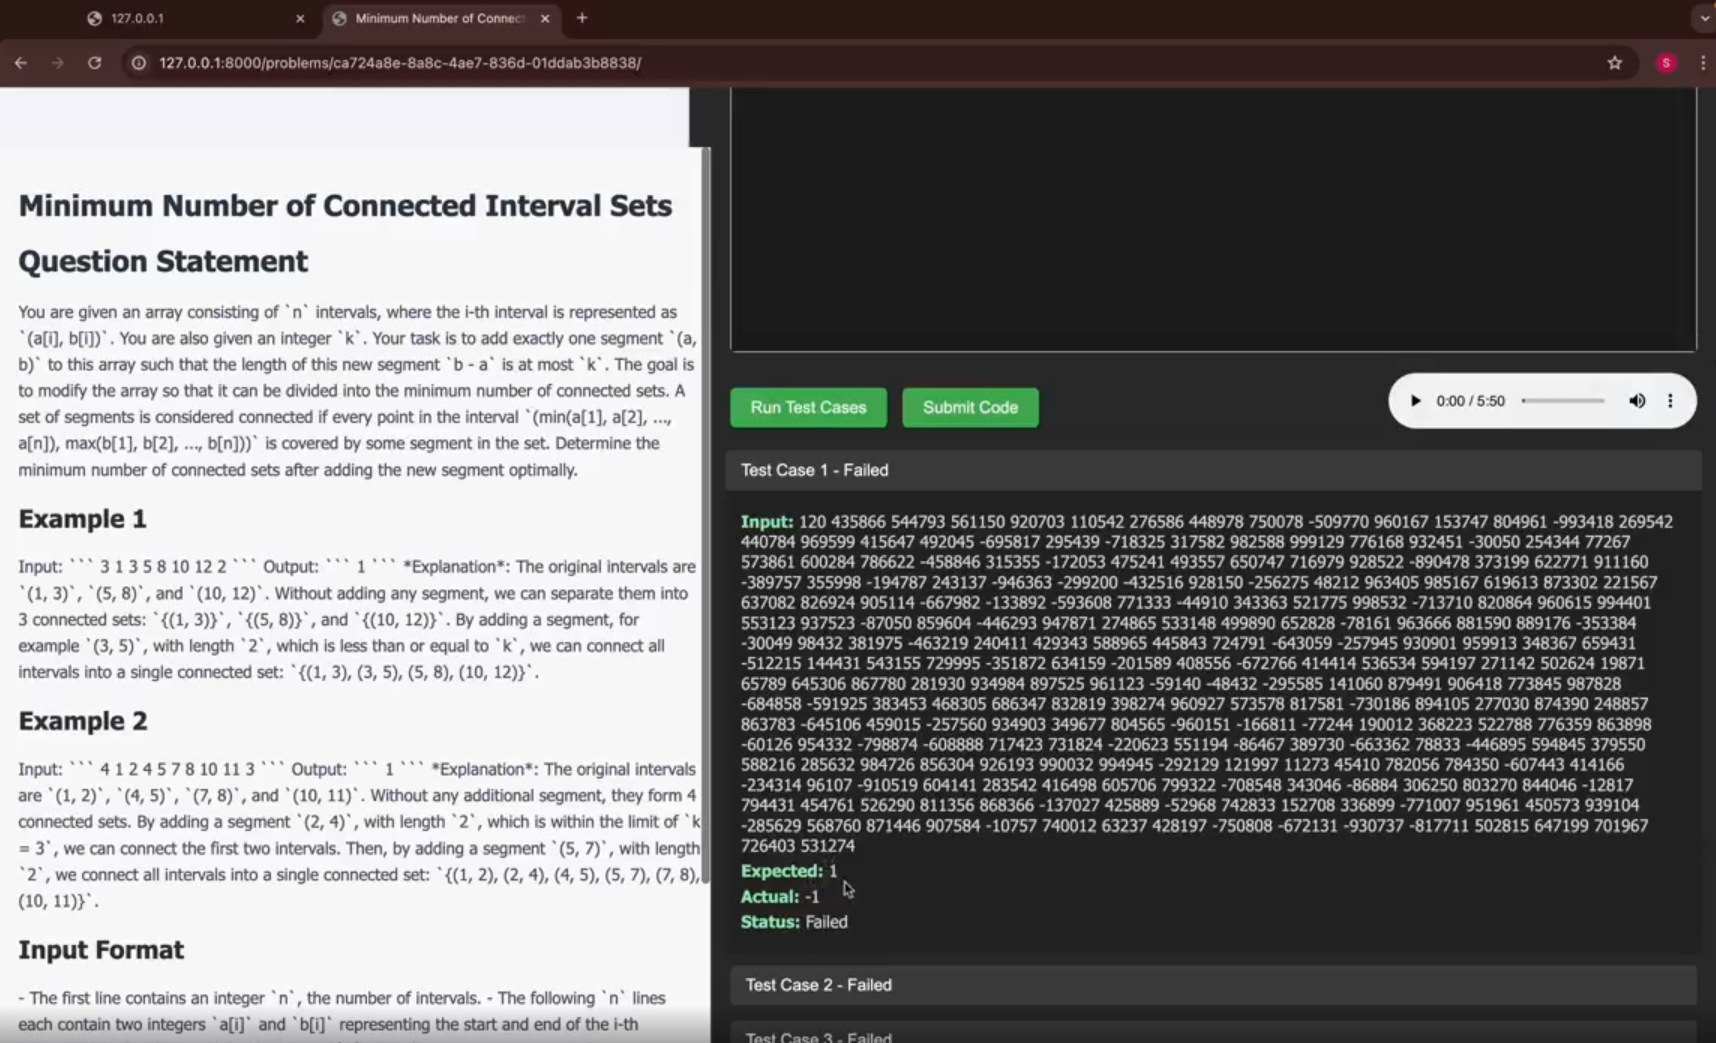 127.0.0.1
Minimum Number of Connec
127.0.0.1:8000/problems/ca724a8e-8a8c-4ae7-836d-01ddab3b8838/
S
Minimum Number of Connected Interval Sets
Question Statement
You are given an array consisting of `n` intervals, where the i-th interval is represented as
`(a[i], b[i])`. You are also given an integer `k`. Your task is to add exactly one segment `(a,
b)` to this array such that the length of this new segment `b - a` is at most `k`. The goal is
to modify the array so that it can be divided into the minimum number of connected sets. A
set of segments is considered connected if every point in the interval `(min(a[1], a[2], ...,
a[n]), max(b[1], b[2], ..., b[n]))` is covered by some segment in the set. Determine the
minimum number of connected sets after adding the new segment optimally.
Example 1
Input: ``` 3 1 3 5 8 10 12 2 ``` Output: ``` 1 ``` *Explanation*: The original intervals are
`(1, 3)`, `(5, 8)`, and `(10, 12)`. Without adding any segment, we can separate them into
3 connected sets: `{(1, 3)}`, `{(5, 8)}`, and `{(10, 12)}`. By adding a segment, for
example `(3, 5)`, with length `2`, which is less than or equal to `k`, we can connect all
intervals into a single connected set: `{(1, 3), (3, 5), (5, 8), (10, 12)}`.
Example 2
Input: ``` 4 1 2 4 5 7 8 10 11 3 ``` Output: ``` 1 ``` *Explanation*: The original intervals
are `(1, 2)`, `(4, 5)`, `(7, 8)`, and `(10, 11)`. Without any additional segment, they form 4
connected sets. By adding a segment `(2, 4)`, with length `2`, which is within the limit of `k
= 3`, we can connect the first two intervals. Then, by adding a segment `(5, 7)`, with length
`2`, we connect all intervals into a single connected set: `{(1, 2), (2, 4), (4, 5), (5, 7), (7, 8),
(10, 11)}`.
Input Format
- The first line contains an integer `n`, the number of intervals. - The following `n` lines
each contain two integers `a[i]` and `b[i]` representing the start and end of the i-th
Run Test Cases
Submit Code
0:00 / 5:50
Test Case 1 - Failed
Input: 120 435866 544793 561150 920703 110542 276586 448978 750078 -509770 960167 153747 804961 -993418 269542
440784 969599 415647 492045 -695817 295439 -718325 317582 982588 999129 776168 932451 -30050 254344 77267
573861 600284 786622 -458846 315355 -172053 475241 493557 650747 716979 928522 -890478 373199 622771 911160
-389757 355998 -194787 243137 -946363 -299200 -432516 928150 -256275 48212 963405 985167 619613 873302 221567
637082 826924 905114 -667982 -133892 -593608 771333 -44910 343363 521775 998532 -713710 820864 960615 994401
553123 937523 -87050 859604 -446293 947871 274865 533148 499890 652828 -78161 963666 881590 889176 -353384
-30049 98432 381975 -463219 240411 429343 588965 445843 724791 -643059 -257945 930901 959913 348367 659431
-512215 144431 543155 729995 -351872 634159 -201589 408556 -672766 414414 536534 594197 271142 502624 19871
65789 645306 867780 281930 934984 897525 961123 -59140 -48432 -295585 141060 879491 906418 773845 987828
-684858 -591925 383453 468305 686347 832819 398274 960927 573578 817581 -730186 894105 277030 874390 248857
863783 -645106 459015 -257560 934903 349677 804565 -960151 -166811 -77244 190012 368223 522788 776359 863898
-60126 954332 -798874 -608888 717423 731824 -220623 551194 -86467 389730 -663362 78833 -446895 594845 379550
588216 285632 984726 856304 926193 990032 994945 -292129 121997 11273 45410 782056 784350 -607443 414166
-234314 96107 -910519 604141 283542 416498 605706 799322 -708548 343046 -86884 306250 803270 844046 -12817
794431 454761 526290 811356 868366 -137027 425889 -52968 742833 152708 336899 -771007 951961 450573 939104
-285629 568760 871446 907584 -10757 740012 63237 428197 -750808 -672131 -930737 -817711 502815 647199 701967
726403 531274
Expected: 1
Actual: -1
Status: Failed
Test Case 2 - Failed
Test Case 3 - Failed